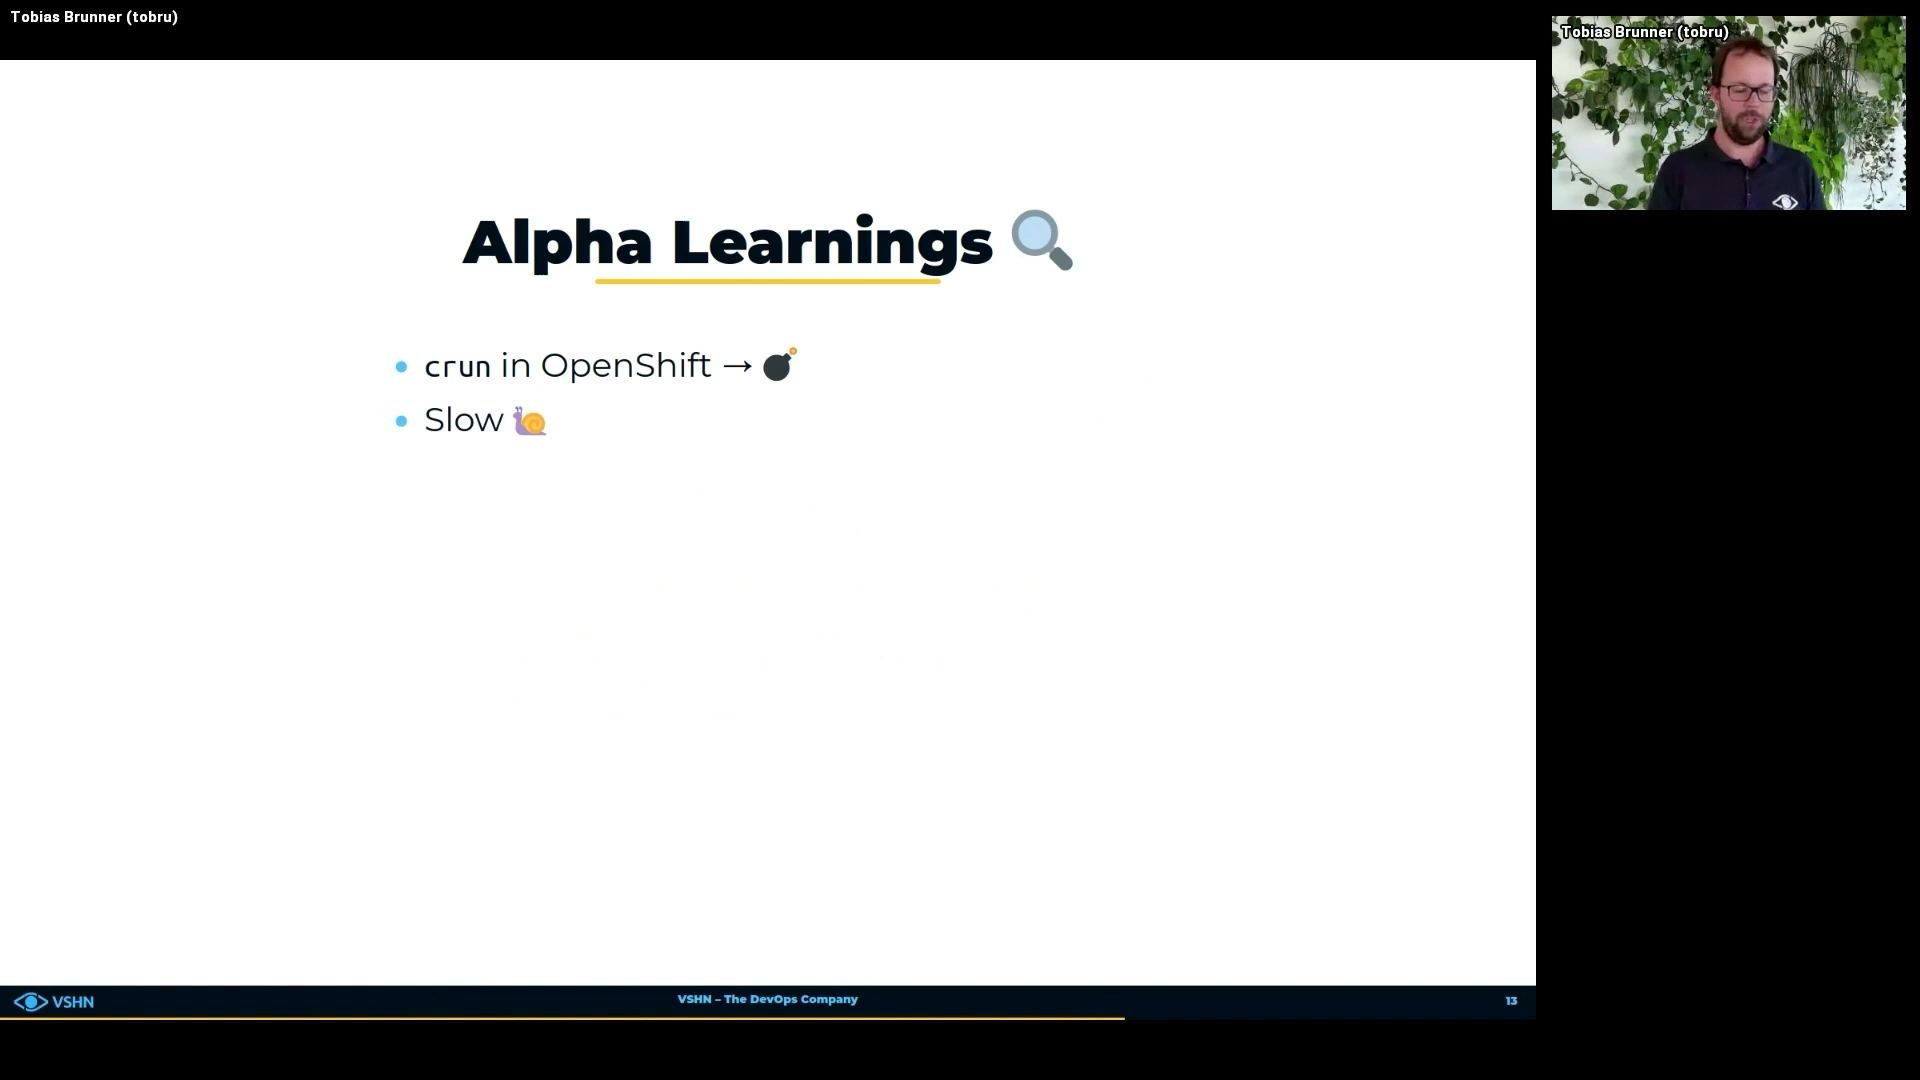 Tobias Brunner (tobru)
Tobias Brunner (tobru)
Alpha Learnings 🔍
crun in OpenShift → 💣
Slow 🐌
VSHN
VSHN – The DevOps Company
13